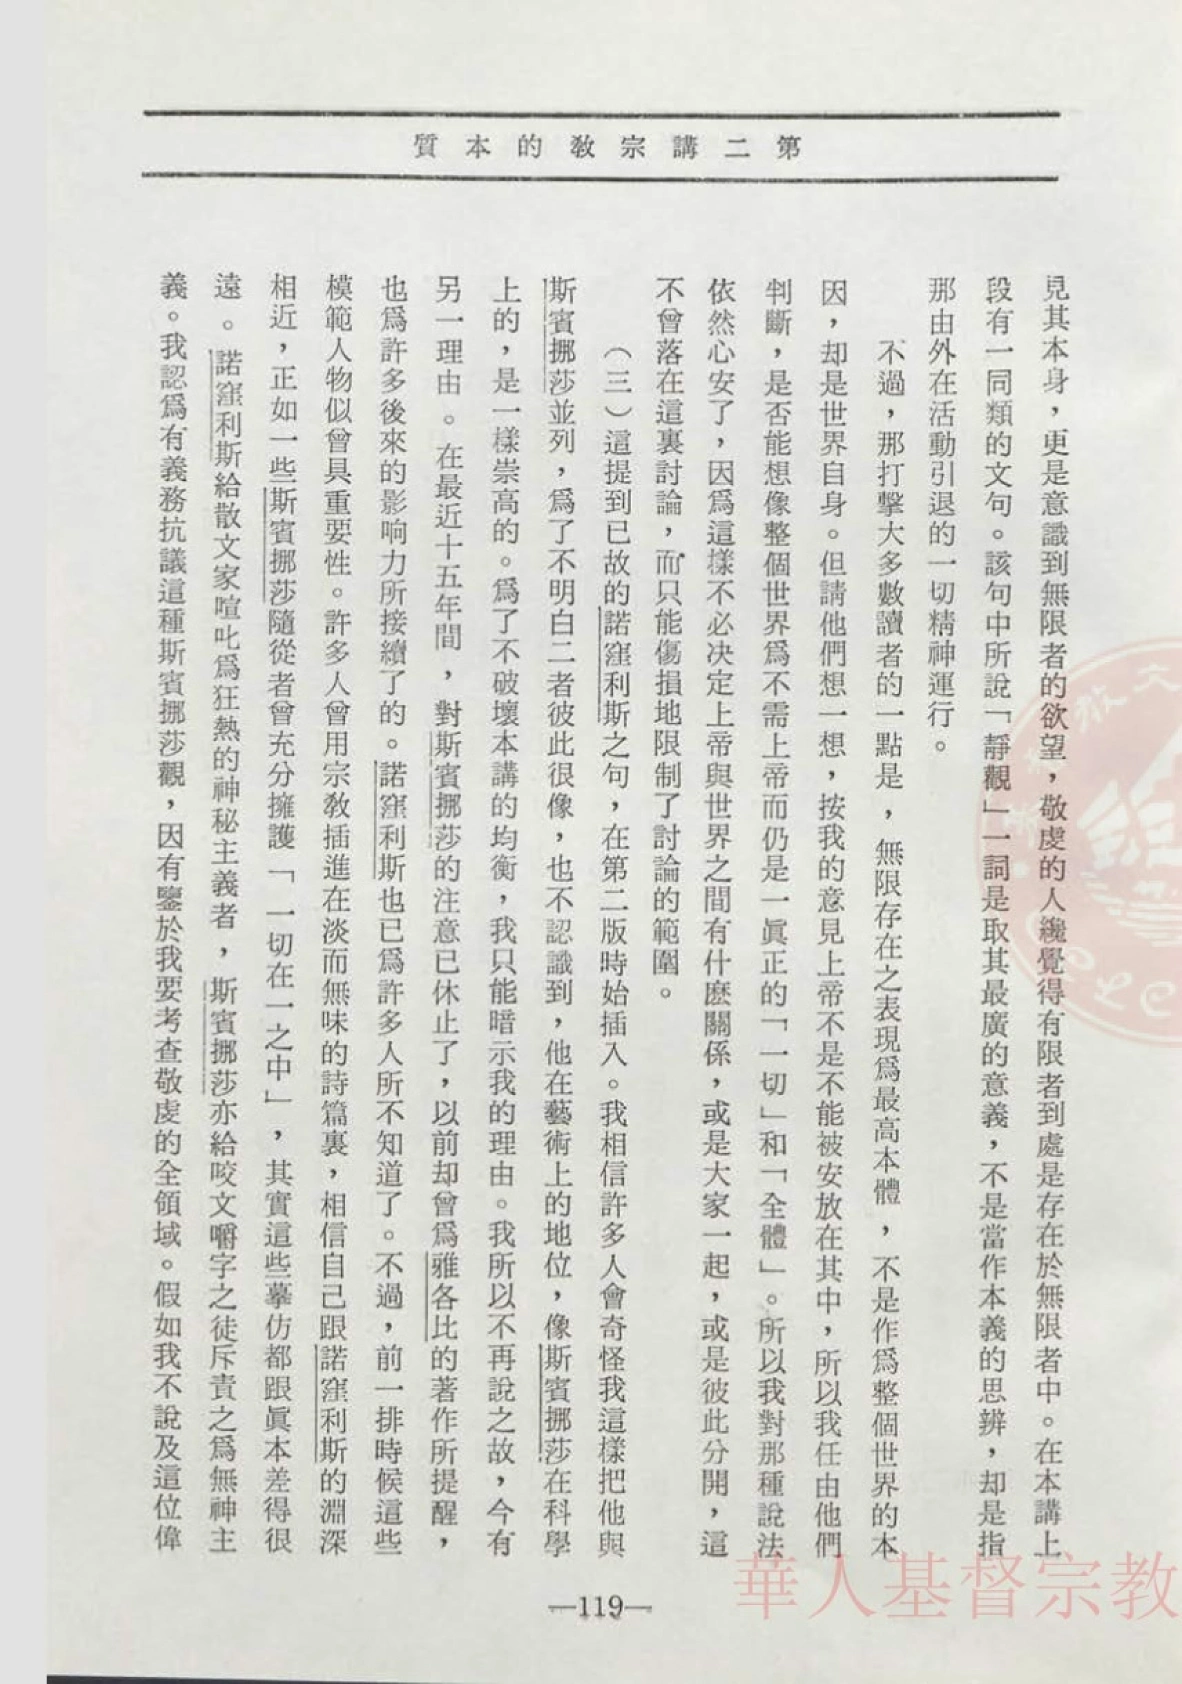 第二講宗教的本質
見其本身，更是意識到無限者的欲望，敬虔的人纔覺得有限者到處是存在於無限者中。在本講上
段有一同類的文句。該句中所說「靜觀」一詞是取其最廣的意義，不是當作本義的思辨，却是指
那由外在活動引退的一切精神運行。
不過，那打擊大多數讀者的一點是，無限存在之表現爲最高本體，不是作爲整個世界的本
因，却是世界自身。但請他們想一想，按我的意見上帝不是不能被安放在其中，所以我任由他們
判斷，是否能想像整個世界爲不需上帝而仍是一眞正的「一切」和「全體」。所以我對那種說法
依然心安了，因爲這樣不必决定上帝與世界之間有什麽關係，或是大家一起，或是彼此分開，這
不曾落在這裏討論，而只能傷損地限制了討論的範圍。
（三）這提到已故的諾窪利斯之句，在第二版時始插入。我相信許多人會奇怪我這樣把他與
斯賓挪莎並列，爲了不明白二者彼此很像，也不認識到，他在藝術上的地位，像斯賓挪莎在科學
上的，是一樣崇高的。爲了不破壞本講的均衡，我只能暗示我的理由。我所以不再說之故，今有
另一理由。在最近十五年間，對斯賓挪莎的注意已休止了，以前却曾爲雅各比的著作所提醒，
也爲許多後來的影响力所接續了的。諾窪利斯也已爲許多人所不知道了。不過，前一排時候這些
模範人物似曾具重要性。許多人曾用宗教插進在淡而無味的詩篇裏，相信自己跟諾窪利斯的淵深
相近，正如一些斯賓挪莎隨從者曾充分擁護「一切在一之中」，其實這些摹仿都跟眞本差得很
遠。諾窪利斯給散文家喧叱爲狂熱的神秘主義者，斯賓挪莎亦給咬文嚼字之徒斥責之爲無神主
義。我認爲有義務抗議這種斯賓挪莎觀，因有鑒於我要考查敬虔的全領域。假如我不說及這位偉
—119—
華人基督宗教